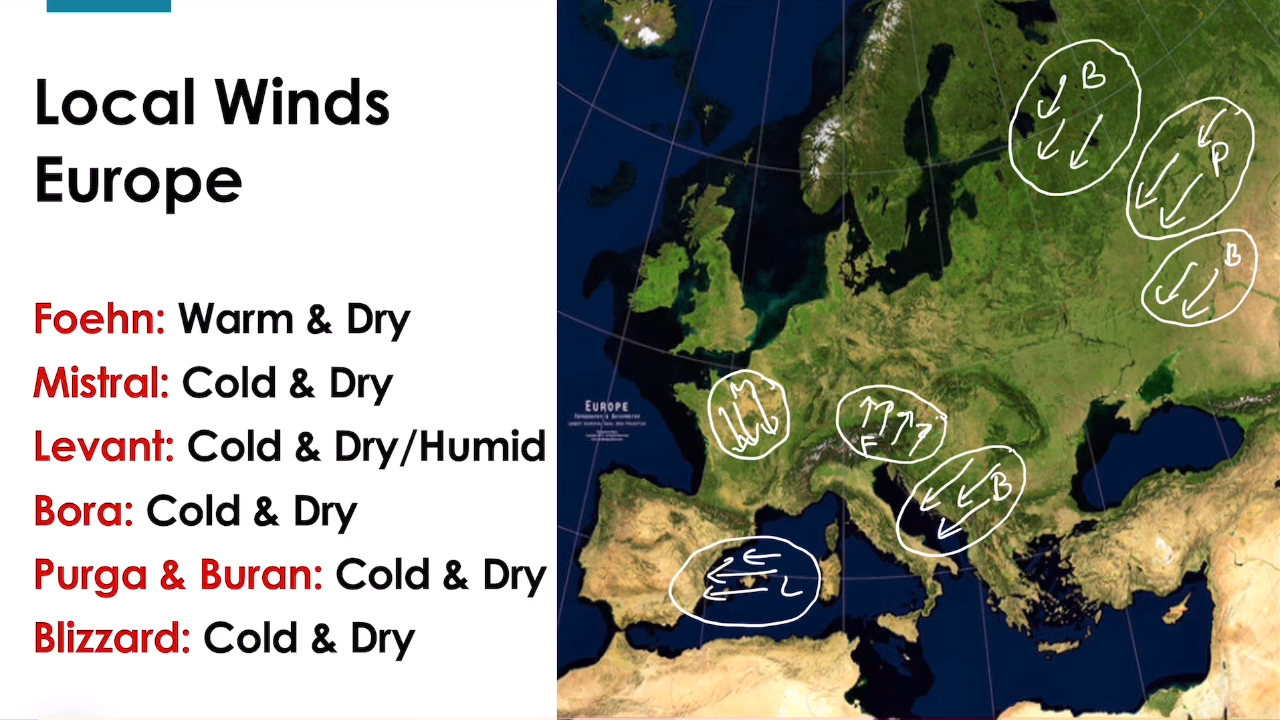 Local Winds
Europe
Foehn: Warm & Dry
Mistral: Cold & Dry
Levant: Cold & Dry/Humid
Bora: Cold & Dry
Purga & Buran: Cold & Dry
Blizzard: Cold & Dry
B
P
B
M
F
B
L
EUROPE